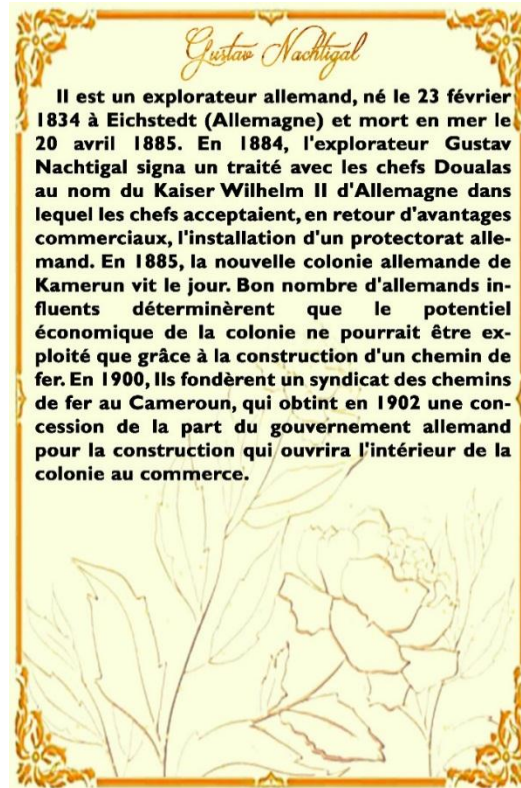 Gustav Nachtigal
Il est un explorateur allemand, né le 23 février
1834 à Eichstedt (Allemagne) et mort en mer le
20 avril 1885. En 1884, l'explorateur Gustav
Nachtigal signa un traité avec les chefs Doualas
au nom du Kaiser Wilhelm II d'Allemagne dans
lequel les chefs acceptaient, en retour d'avantages
commerciaux, l'installation d'un protectorat alle-
mand. En 1885, la nouvelle colonie allemande de
Kamerun vit le jour. Bon nombre d'allemands in-
fluents déterminèrent que le potentiel
économique de la colonie ne pourrait être ex-
ploité que grâce à la construction d'un chemin de
fer. En 1900, Ils fondèrent un syndicat des chemins
de fer au Cameroun, qui obtint en 1902 une con-
cession de la part du gouvernement allemand
pour la construction qui ouvrira l'intérieur de la
colonie au commerce.